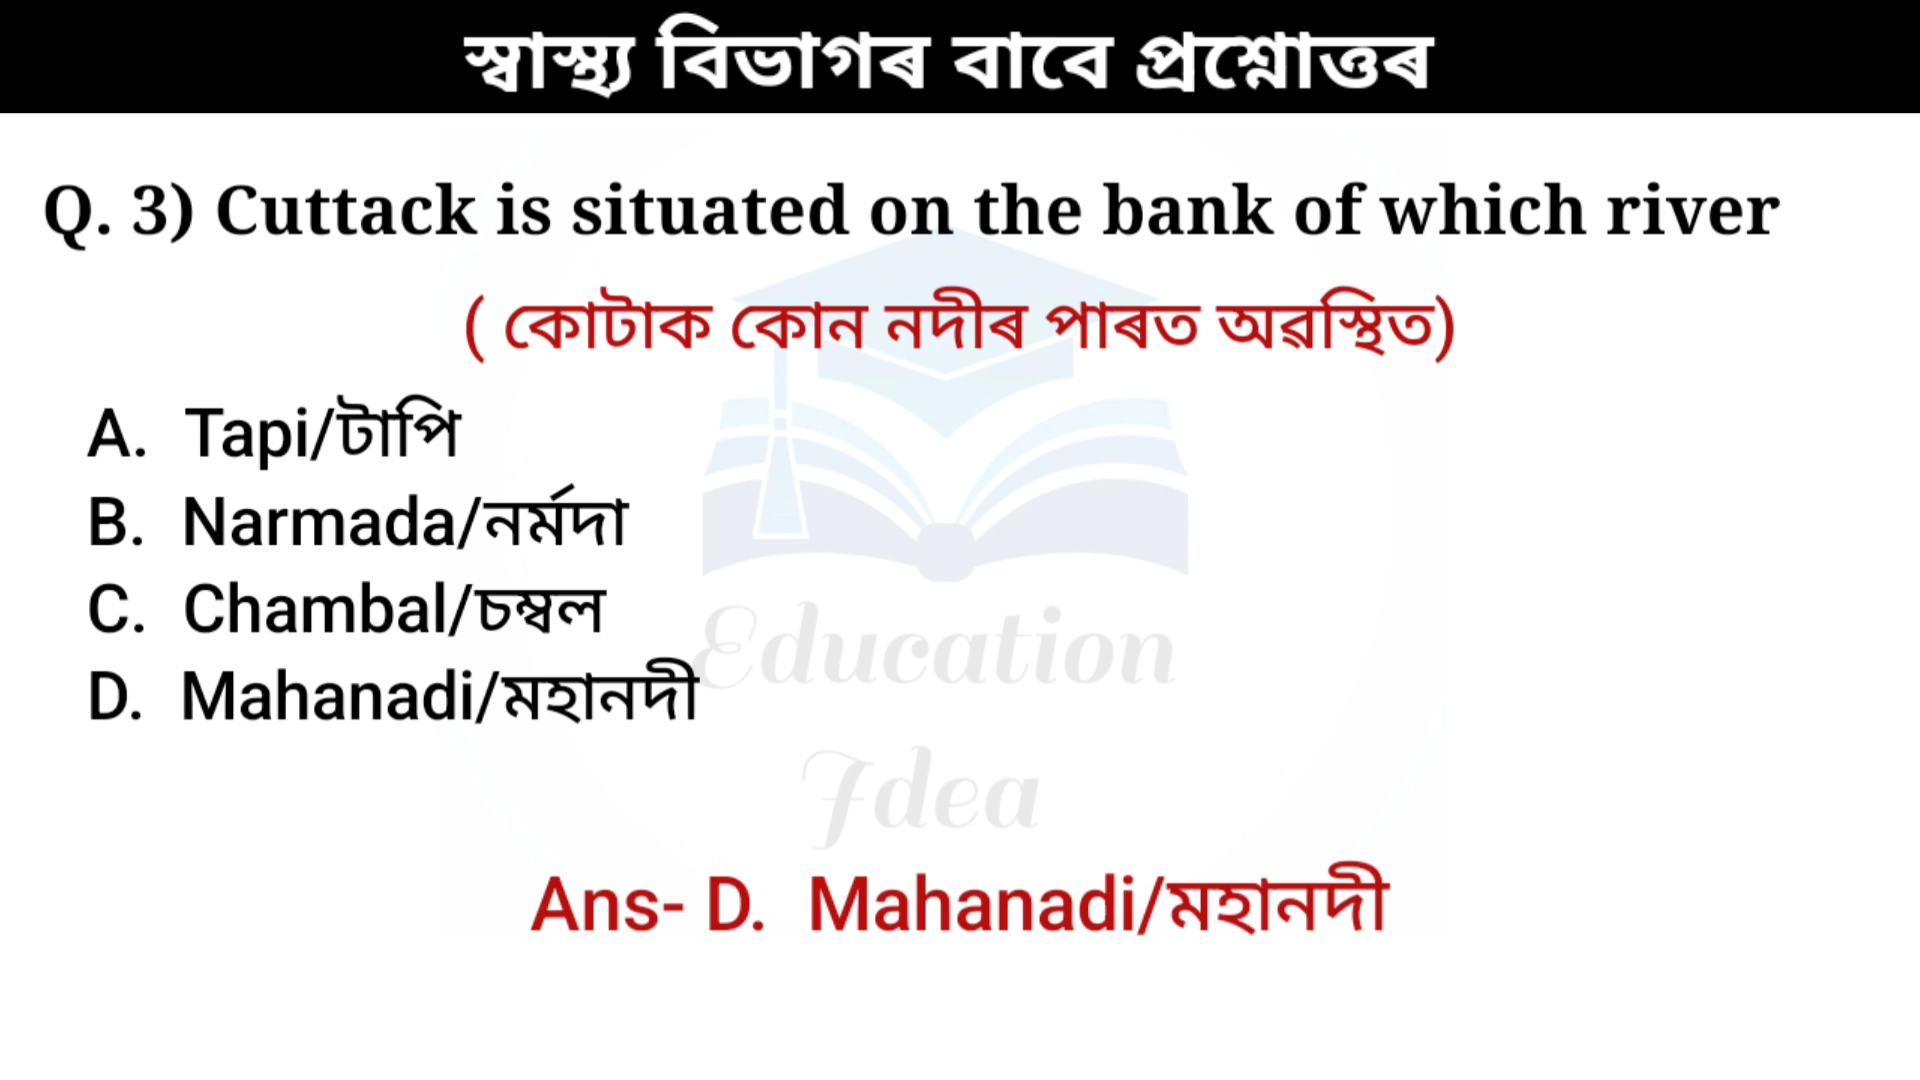 স্বাস্থ্য বিভাগৰ বাবে প্ৰশ্নোত্তৰ
Q. 3) Cuttack is situated on the bank of which river
( কোটাক কোন নদীৰ পাৰত অৱস্থিত)
A. Tapi/টাপি
B. Narmada/নৰ্মদা
C. Chambal/চম্বল
D. Mahanadi/মহানদী
Education
Idea
Ans- D. Mahanadi/মহানদী